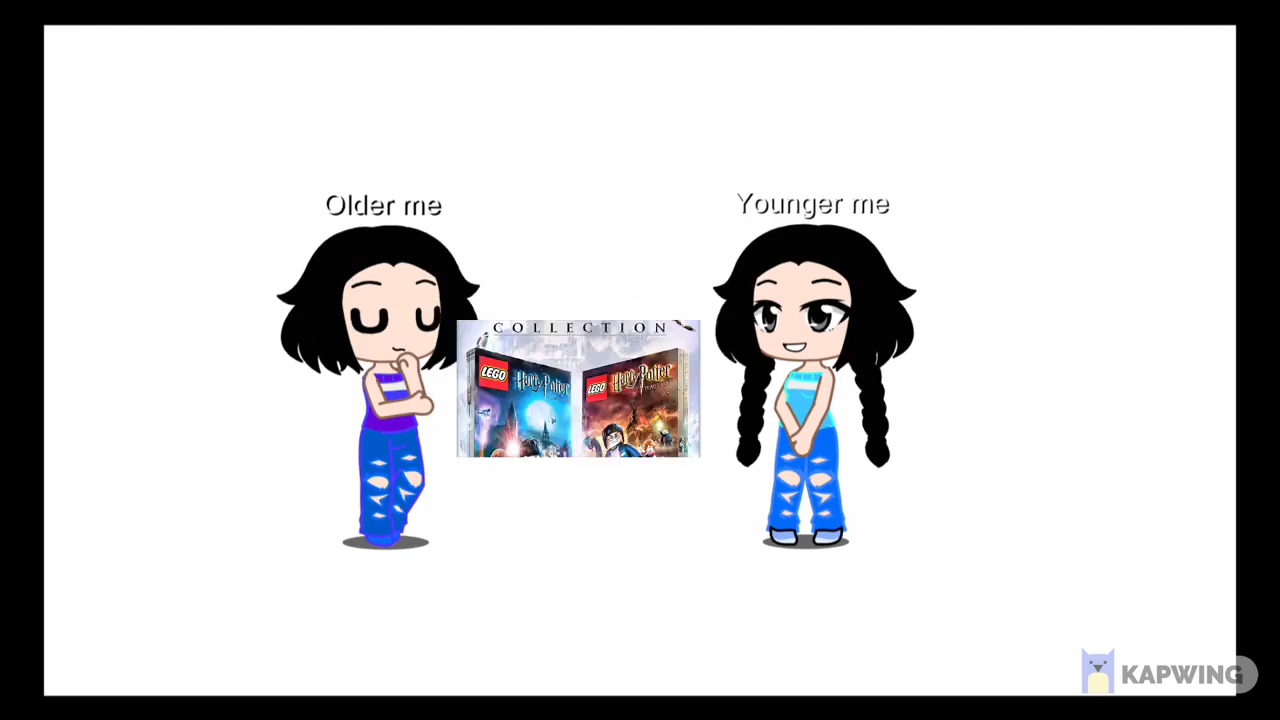 Older me
Younger me
COLLECTION
LEGO Harry Potter
LEGO Harry Potter
KAPWING